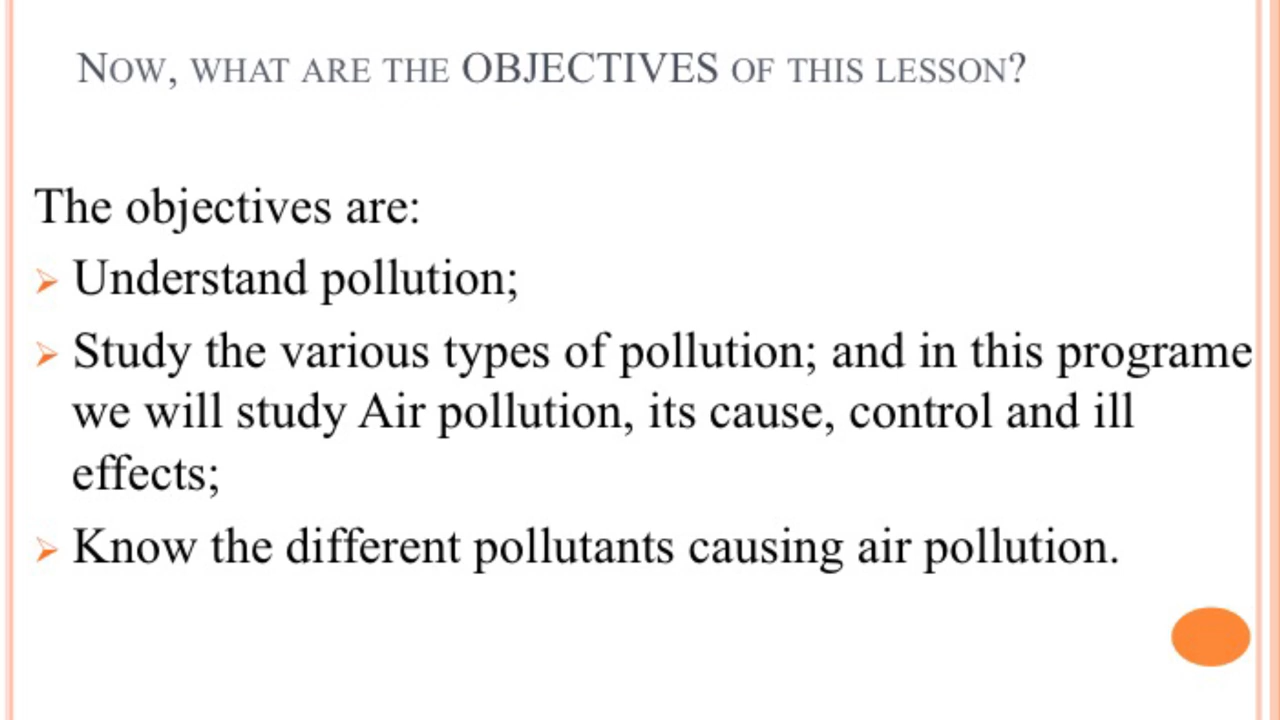 Now, what are the OBJECTIVES of this lesson?
The objectives are:
Understand pollution;
Study the various types of pollution; and in this programe
we will study Air pollution, its cause, control and ill
effects;
Know the different pollutants causing air pollution.